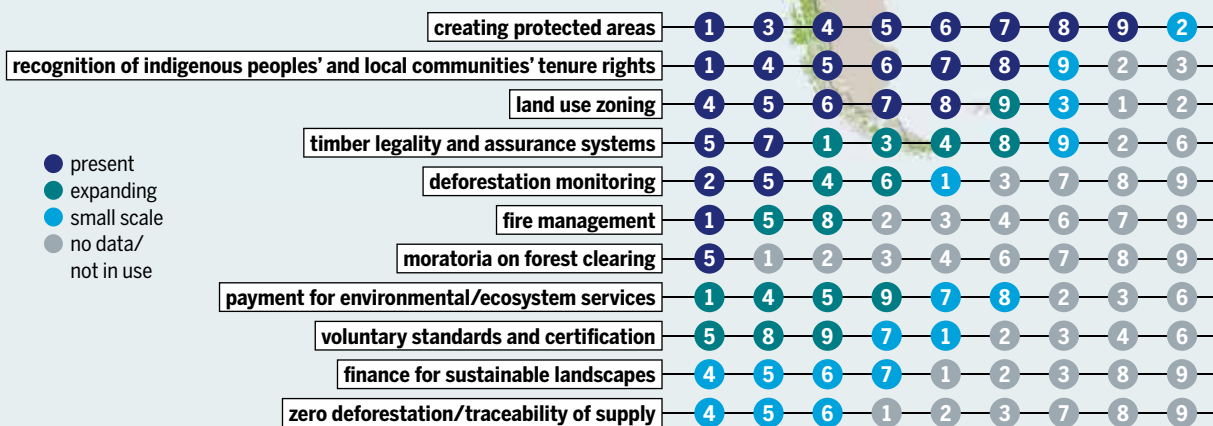 creating protected areas 1 3 4 5 6 7 8 9 2
recognition of indigenous peoples’ and local communities’ tenure rights 1 4 5 6 7 8 9 2 3
land use zoning 4 5 6 7 8 9 3 1 2
timber legality and assurance systems 5 7 1 3 4 8 9 2 6
deforestation monitoring 2 5 4 6 1 3 7 8 9
fire management 1 5 8 2 3 4 6 7 9
moratoria on forest clearing 5 1 2 3 4 6 7 8 9
payment for environmental/ecosystem services 1 4 5 9 7 8 2 3 6
voluntary standards and certification 5 8 9 7 1 2 3 4 6
finance for sustainable landscapes 4 5 6 7 1 2 3 8 9
zero deforestation/traceability of supply 4 5 6 1 2 3 7 8 9
present
expanding
small scale
no data/
not in use